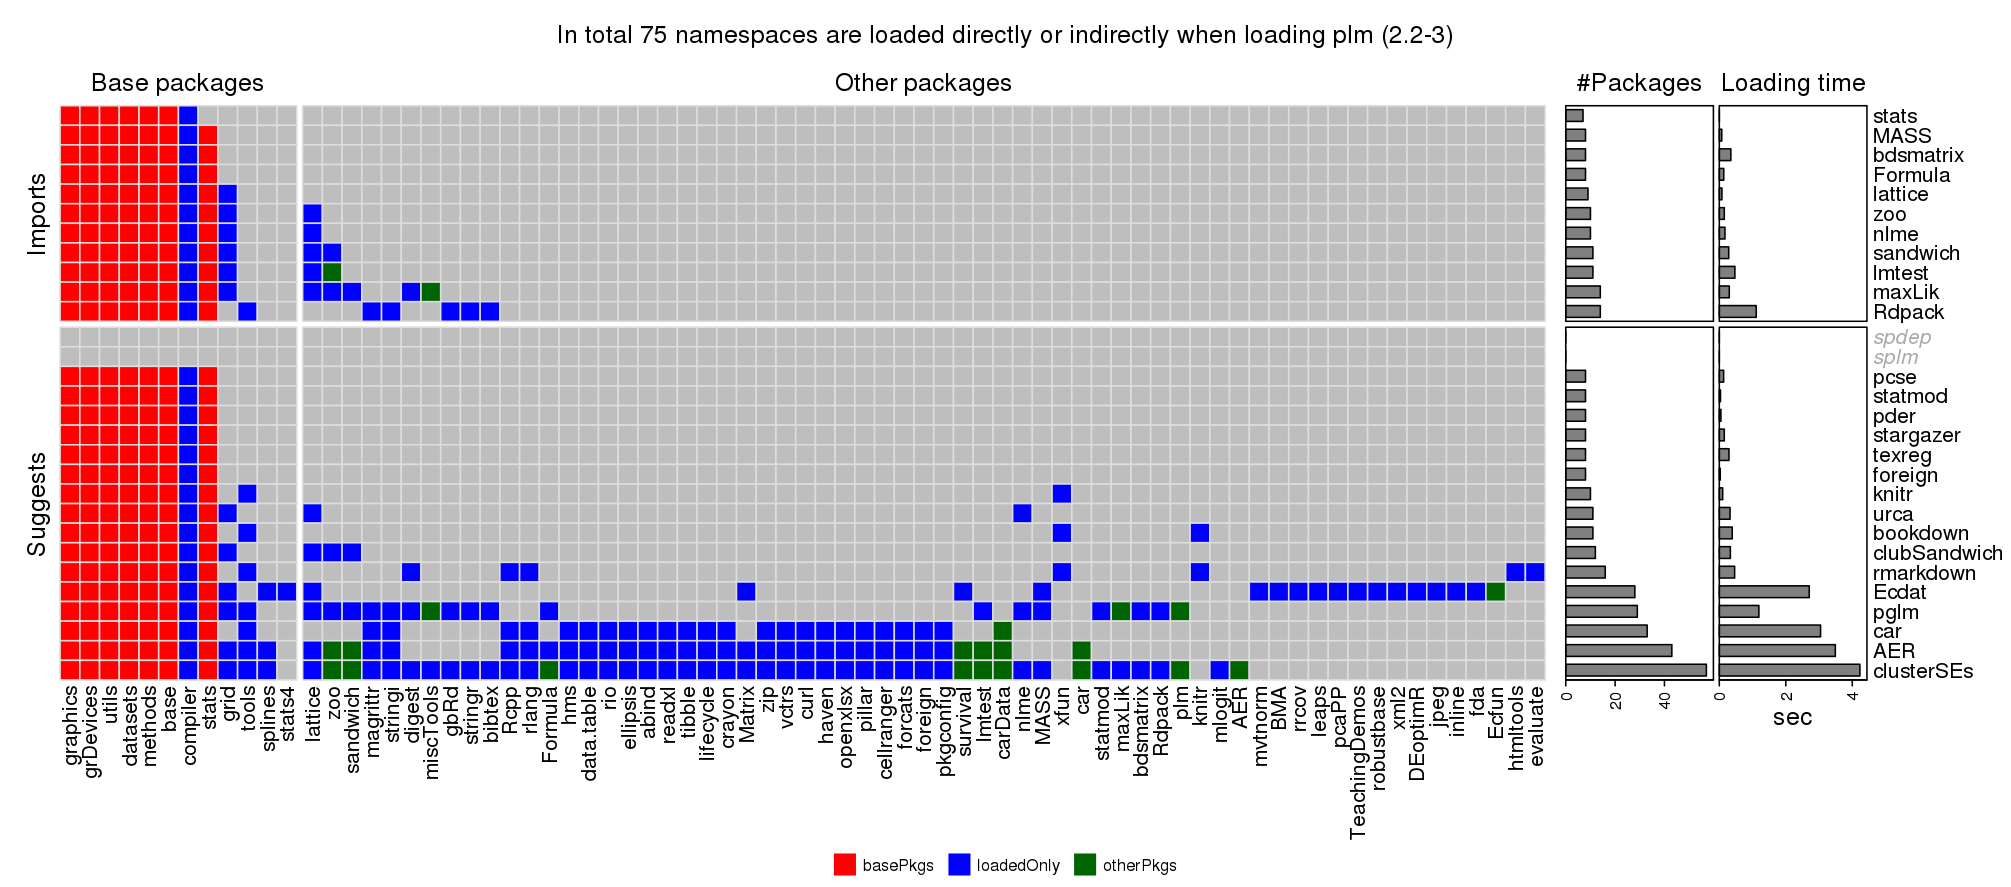 In total 75 namespaces are loaded directly or indirectly when loading plm (2.2-3)
Base packages
Other packages
#Packages
Loading time
Imports
stats
MASS
bdsmatrix
Formula
lattice
zoo
nlme
sandwich
lmtest
maxLik
Rdpack
Suggests
spdep
splm
pcse
statmod
pder
stargazer
texreg
foreign
knitr
urca
bookdown
clubSandwich
rmarkdown
Ecdat
pglm
car
AER
clusterSEs
graphics
grDevices
utils
datasets
methods
base
compiler
stats
grid
tools
splines
stats4
lattice
zoo
sandwich
magrittr
stringi
digest
miscTools
gbRd
stringr
bibtex
Rcpp
rlang
Formula
hms
data.table
rio
ellipsis
abind
readxl
tibble
lifecycle
crayon
Matrix
zip
vctrs
curl
haven
openxlsx
pillar
cellranger
forcats
foreign
pkgconfig
survival
lmtest
carData
nlme
MASS
xfun
car
statmod
maxLik
bdsmatrix
Rdpack
plm
knitr
mlogit
AER
mvtnorm
BMA
rrcov
leaps
pcaPP
TeachingDemos
robustbase
xml2
DEoptimR
jpeg
inline
fda
Ecfun
htmltools
evaluate
0
20
40
0
2
4
sec
basePkgs
loadedOnly
otherPkgs